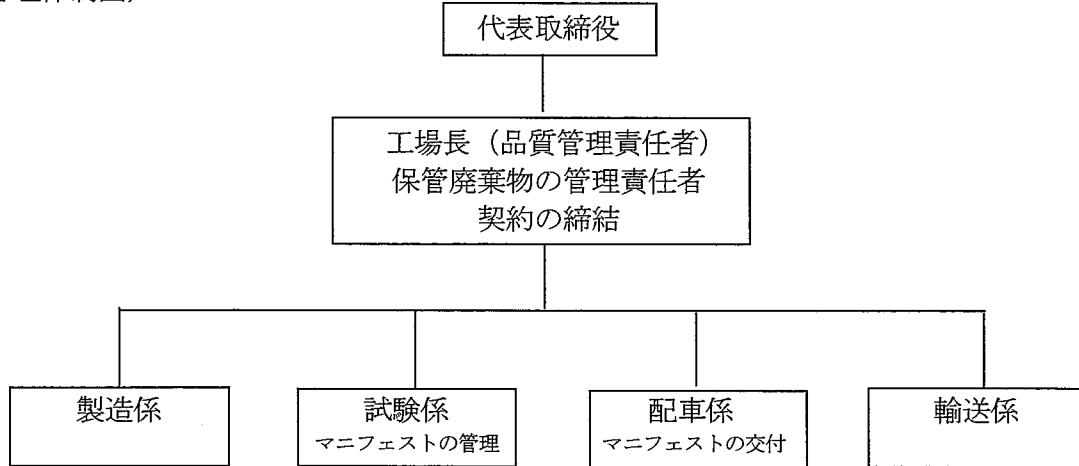 代表取締役
工場長（品質管理責任者）
保管廃棄物の管理責任者
契約の締結
製造係
試験係
マニフェストの管理
配車係
マニフェストの交付
輸送係